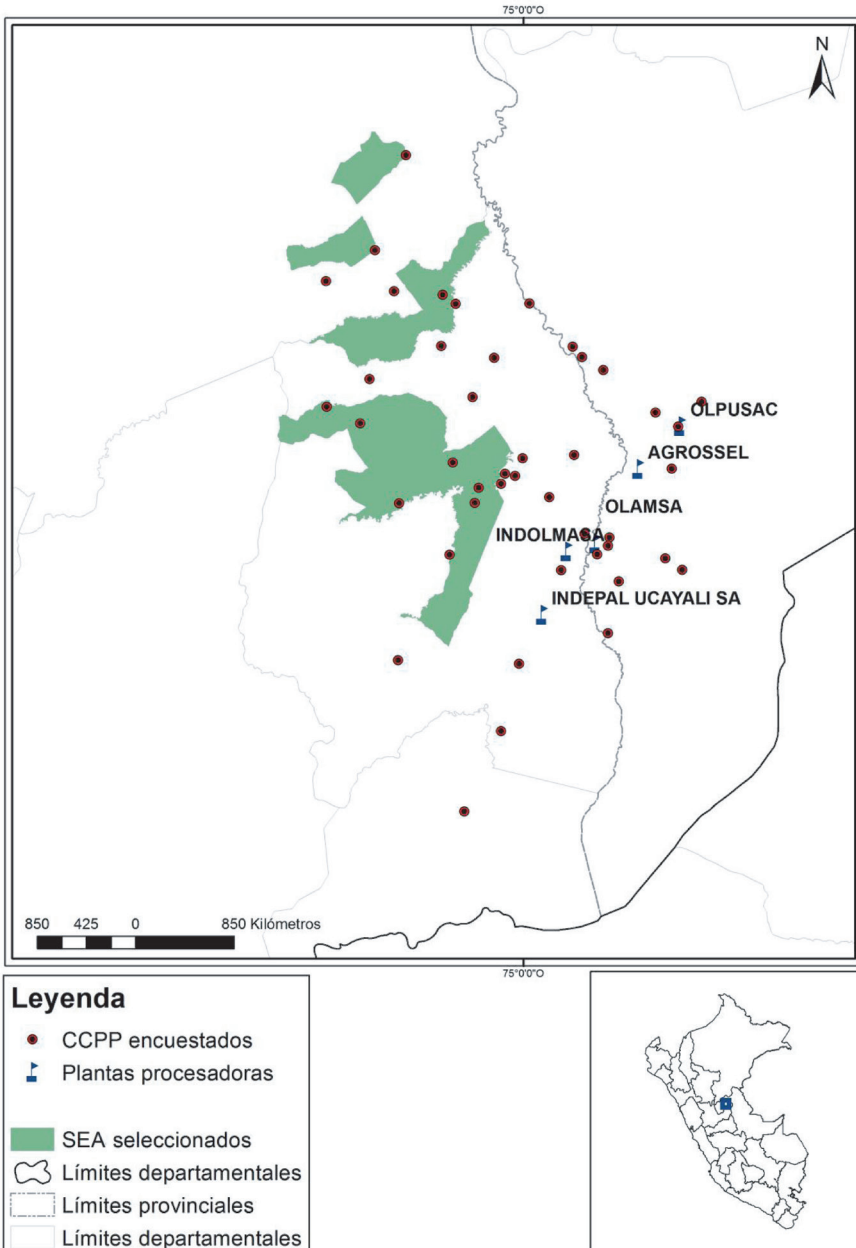 75°0'0"O
N
OLPUSAC
AGROSSEL
OLAMSA
INDOLMASA
INDEPAL UCAYALI SA
850 425 0 850 Kilómetros
75°0'0"O
Leyenda
CCPP encuestados
Plantas procesadoras
SEA seleccionados
Límites departamentales
Límites provinciales
Límites departamentales